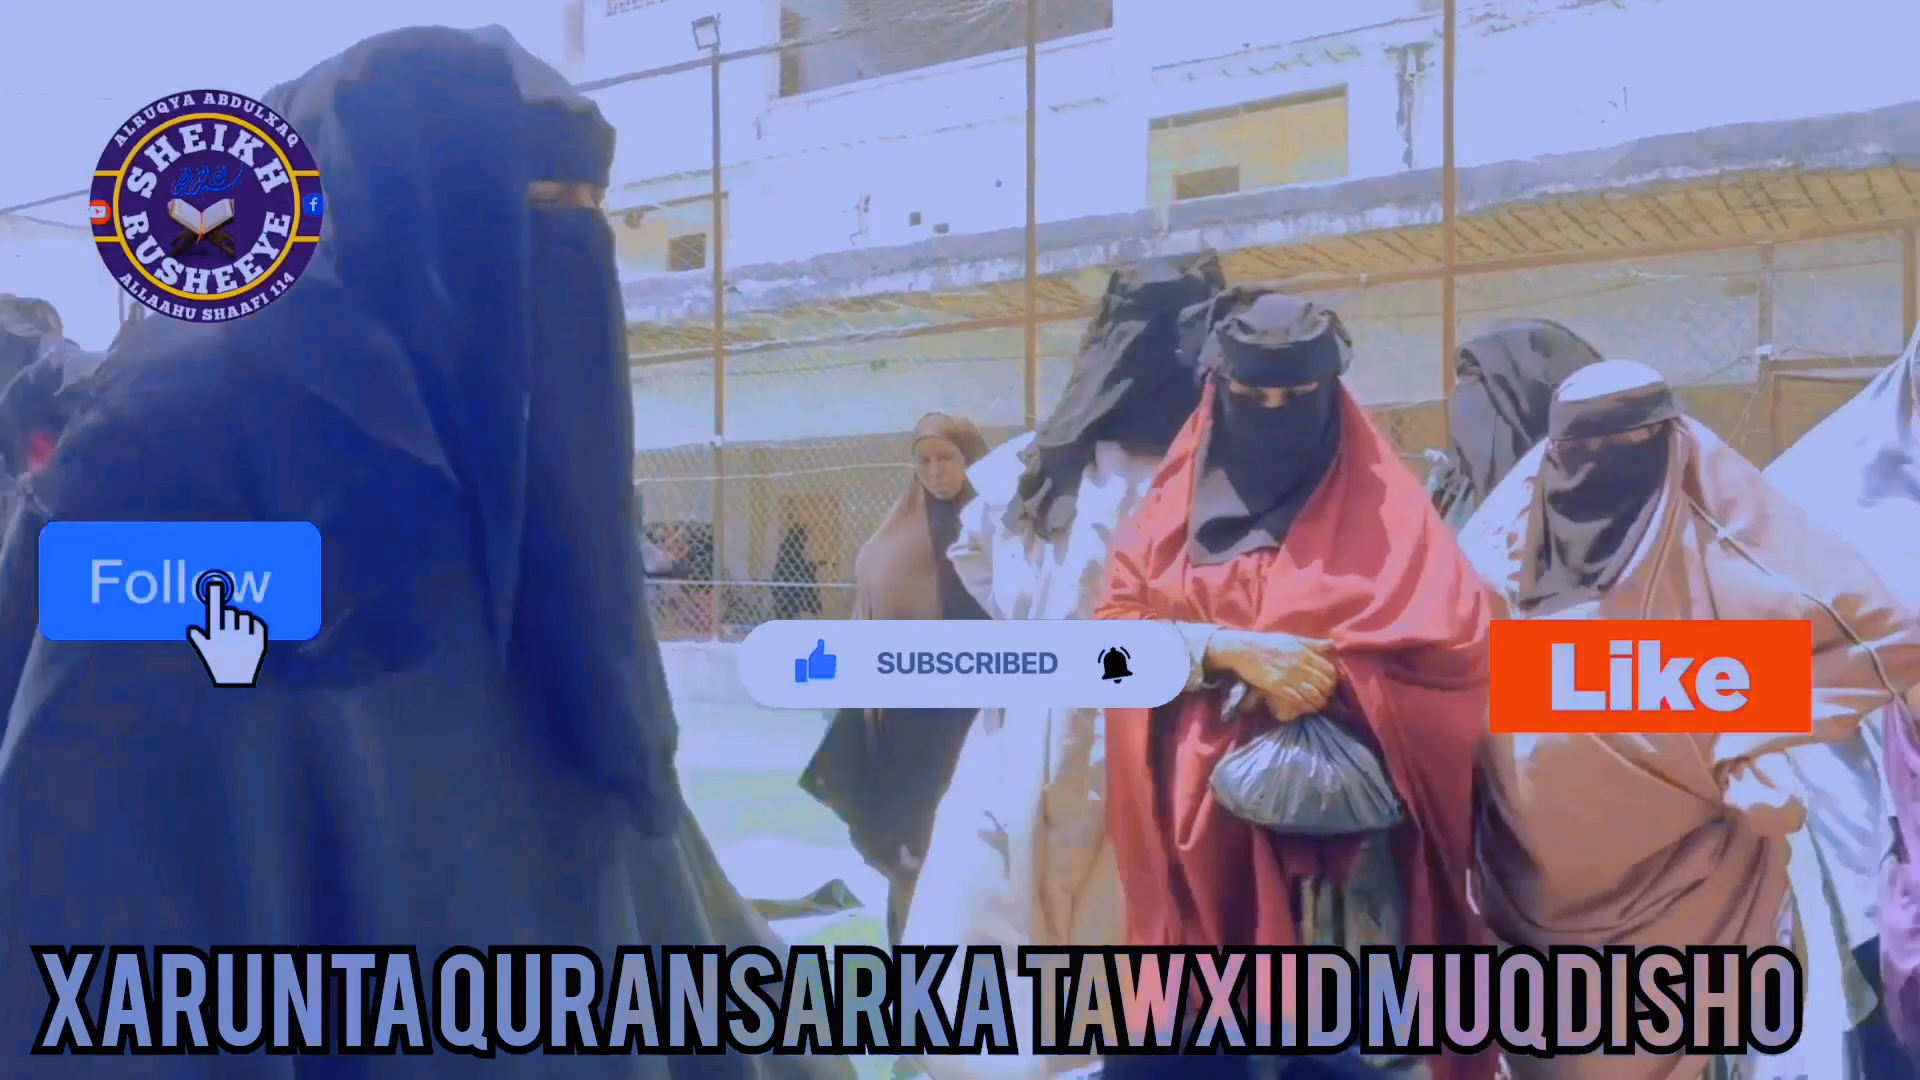 ALRUQYA ABDULXAQ
SHEIKH
RUSHEEYE
ALLAAHU SHAAFI 114
Follow
SUBSCRIBED
Like
XARUNTA QURANSARKA TAWXIID MUQDISHO